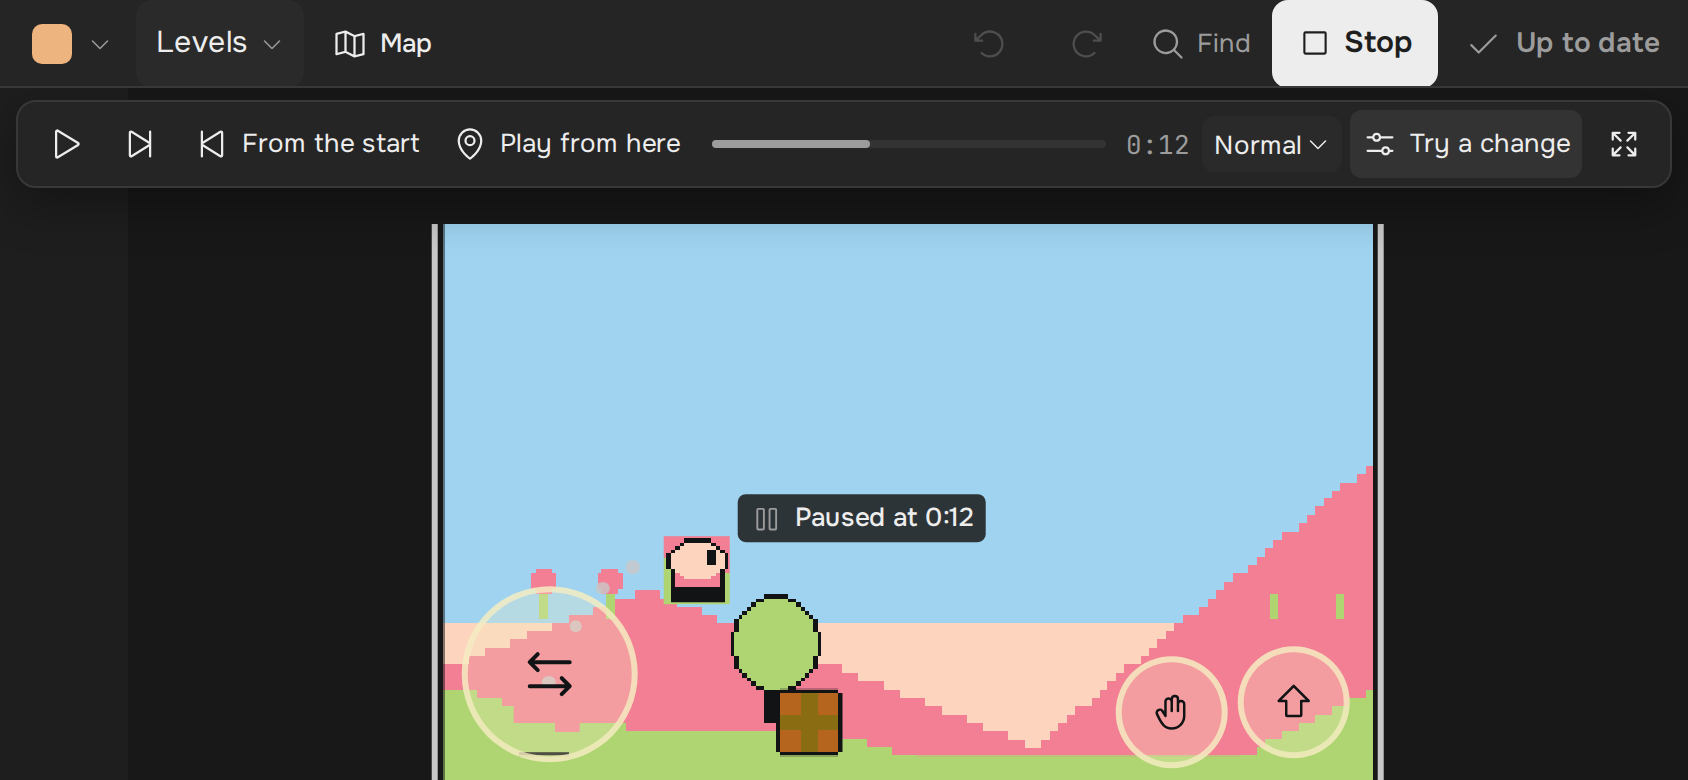 Levels
Map
Find
Stop
Up to date
From the start
Play from here
0:12
Normal
Try a change
Paused at 0:12